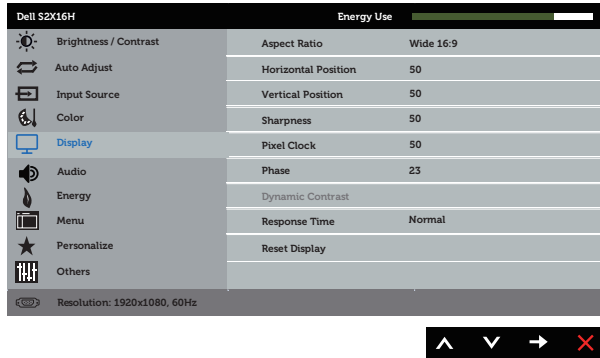 Dell S2X16H Energy Use
Brightness / Contrast
Auto Adjust
Input Source
Color
Display
Audio
Energy
Menu
Personalize
Others
Aspect Ratio Wide 16:9
Horizontal Position 50
Vertical Position 50
Sharpness 50
Pixel Clock 50
Phase 23
Dynamic Contrast
Response Time Normal
Reset Display
Resolution: 1920x1080, 60Hz